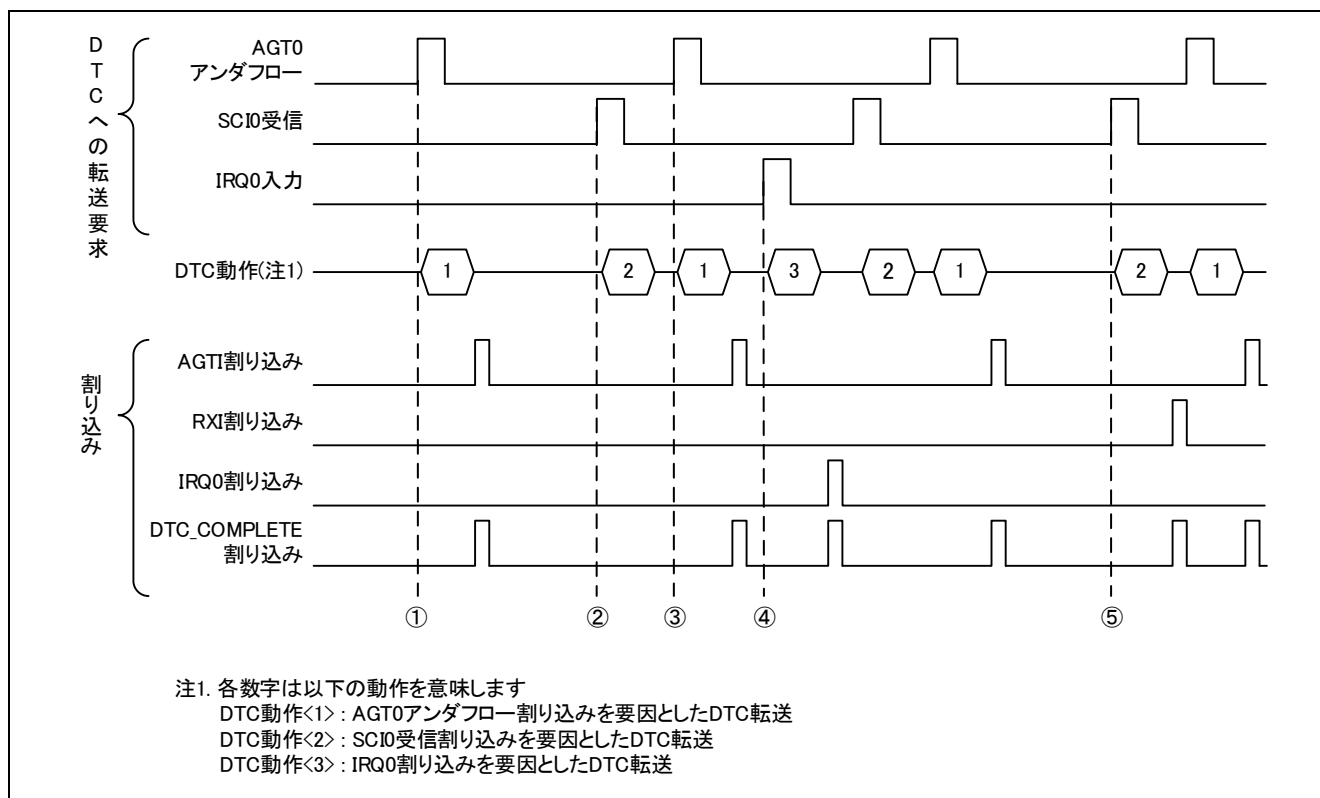 DTCへの転送要求
AGT0
アンダフロー
SCI0受信
IRQ0入力
DTC動作(注1)
1
2
1
3
2
1
2
1
割り込み
AGTI割り込み
RXI割り込み
IRQ0割り込み
DTC_COMPLETE
割り込み
①
②
③
④
⑤
注1. 各数字は以下の動作を意味します
DTC動作<1> : AGT0アンダフロー割り込みを要因としたDTC転送
DTC動作<2> : SCI0受信割り込みを要因としたDTC転送
DTC動作<3> : IRQ0割り込みを要因としたDTC転送